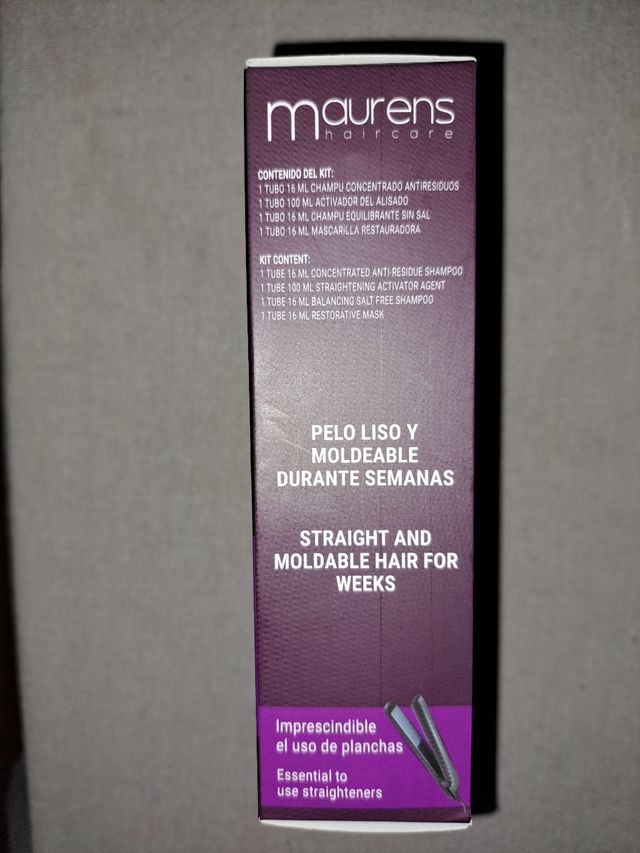 maurens
haircare
CONTENIDO DEL KIT:
1 TUBO 16 ML CHAMPU CONCENTRADO ANTIRESIDUOS
1 TUBO 100 ML ACTIVADOR DEL ALISADO
1 TUBO 16 ML CHAMPU EQUILIBRANTE SIN SAL
1 TUBO 16 ML MASCARILLA RESTAURADORA
KIT CONTENT:
1 TUBE 16 ML CONCENTRATED ANTI-RESIDUE SHAMPOO
1 TUBE 100 ML STRAIGHTENING ACTIVATOR AGENT
1 TUBE 16 ML BALANCING SALT FREE SHAMPOO
1 TUBE 16 ML RESTORATIVE MASK
PELO LISO Y
MOLDEABLE
DURANTE SEMANAS
STRAIGHT AND
MOLDABLE HAIR FOR
WEEKS
Imprescindible
el uso de planchas
Essential to
use straighteners